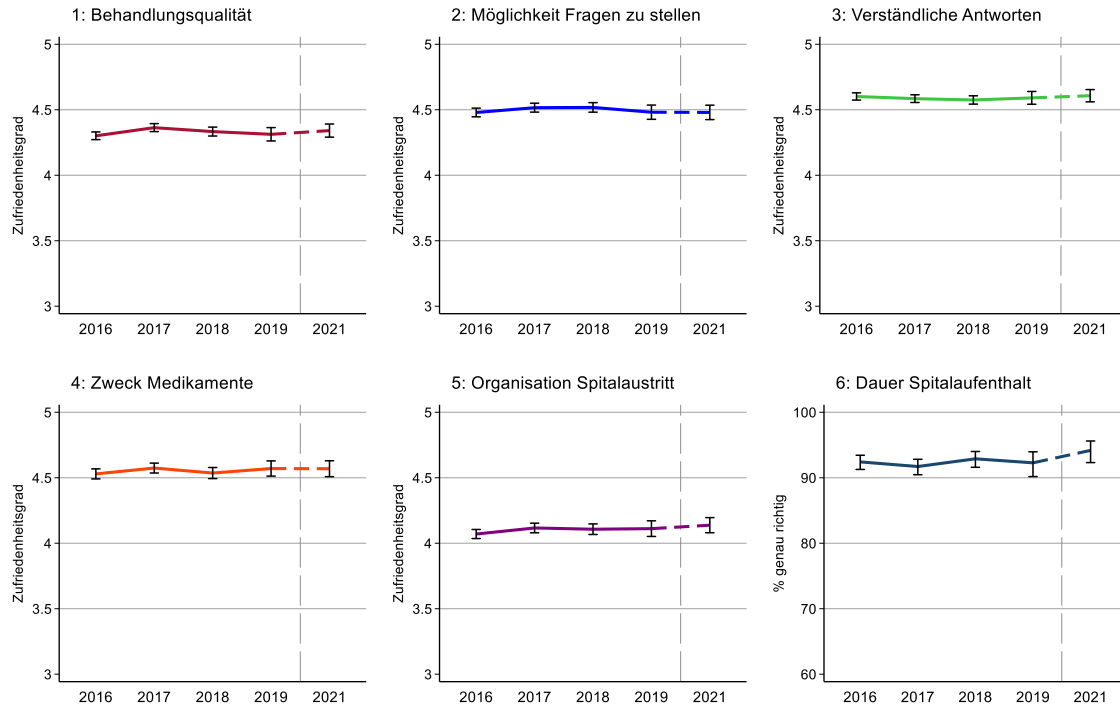 1: Behandlungsqualität
2: Möglichkeit Fragen zu stellen
3: Verständliche Antworten
Zufriedenheitsgrad
5
4.5
4
3.5
3
2016 2017 2018 2019 2021
Zufriedenheitsgrad
5
4.5
4
3.5
3
2016 2017 2018 2019 2021
Zufriedenheitsgrad
5
4.5
4
3.5
3
2016 2017 2018 2019 2021
4: Zweck Medikamente
5: Organisation Spitalaustritt
6: Dauer Spitalaufenthalt
Zufriedenheitsgrad
5
4.5
4
3.5
3
2016 2017 2018 2019 2021
Zufriedenheitsgrad
5
4.5
4
3.5
3
2016 2017 2018 2019 2021
% genau richtig
100
90
80
70
60
2016 2017 2018 2019 2021